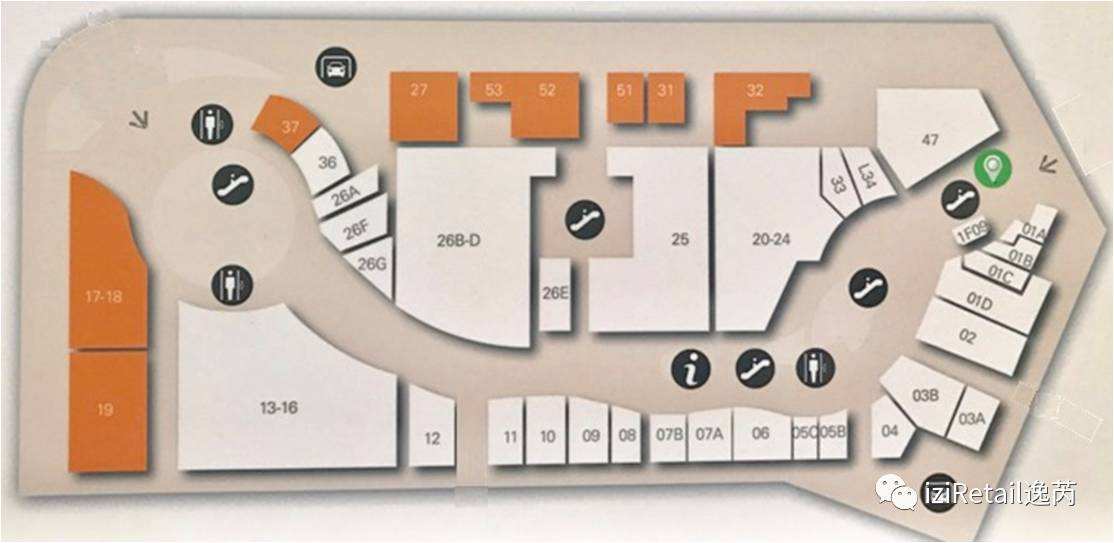 27
53
52
51
31
32
37
36
47
26A
33
L34
26F
1F09
01A
26B-D
25
20-24
01B
26G
01C
17-18
26E
01D
02
03B
13-16
19
03A
12
11
10
09
08
07B
07A
06
05C
05B
04
iziRetail逸芮